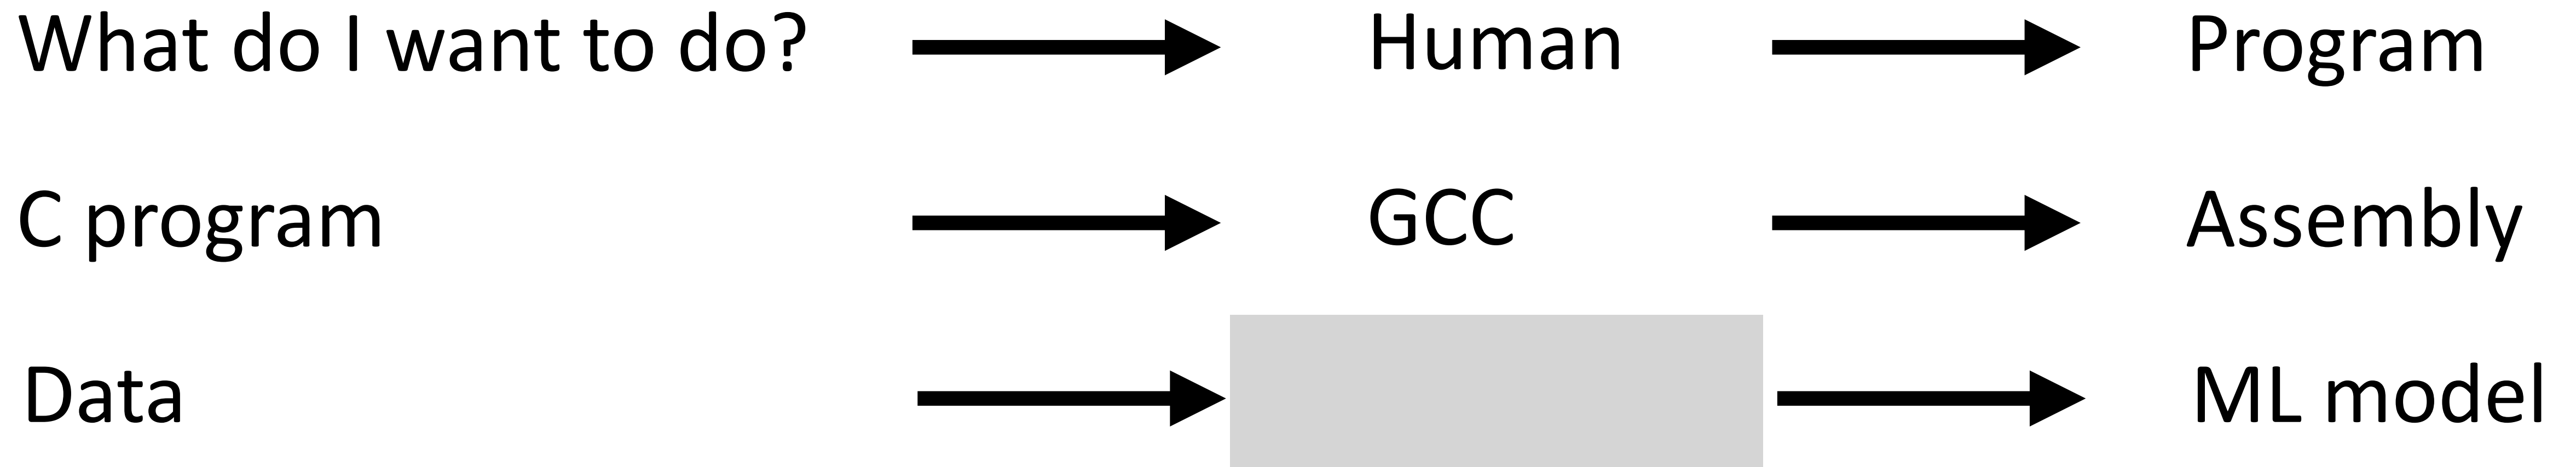 What do I want to do? Human Program
C program GCC Assembly
Data ML model